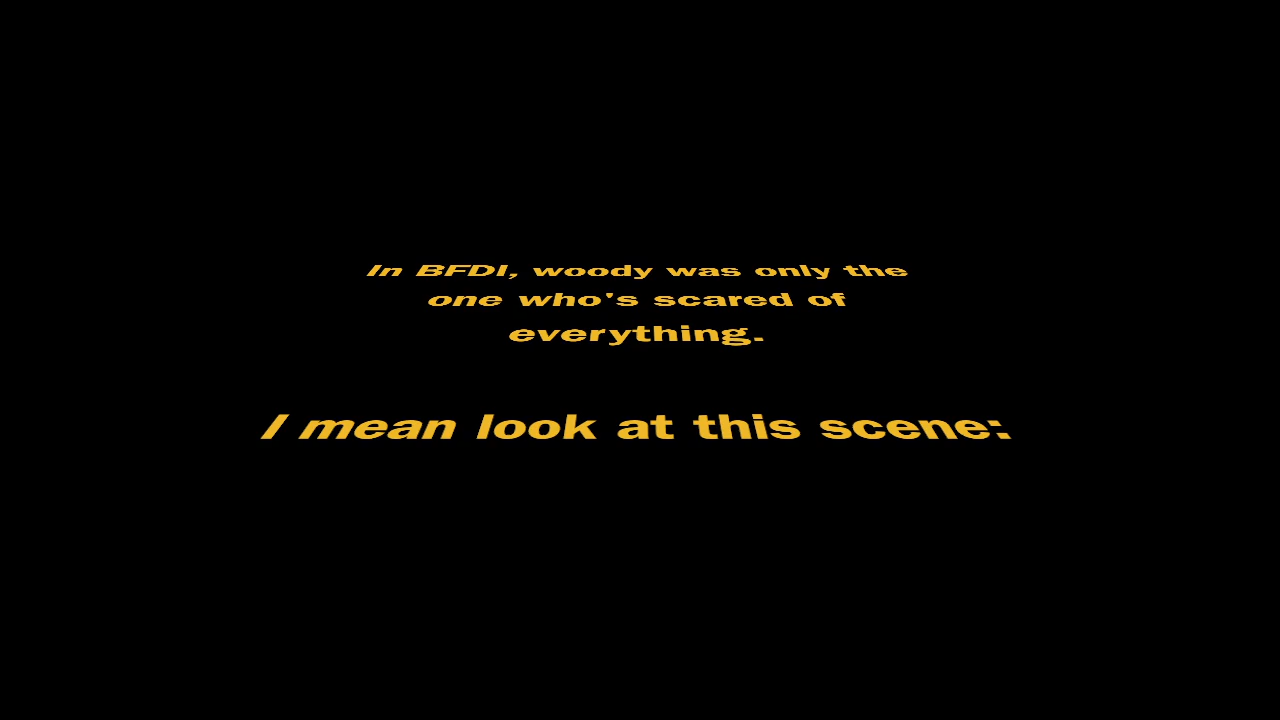 In BFDI, woody was only the
one who's scared of
everything.
I mean look at this scene: